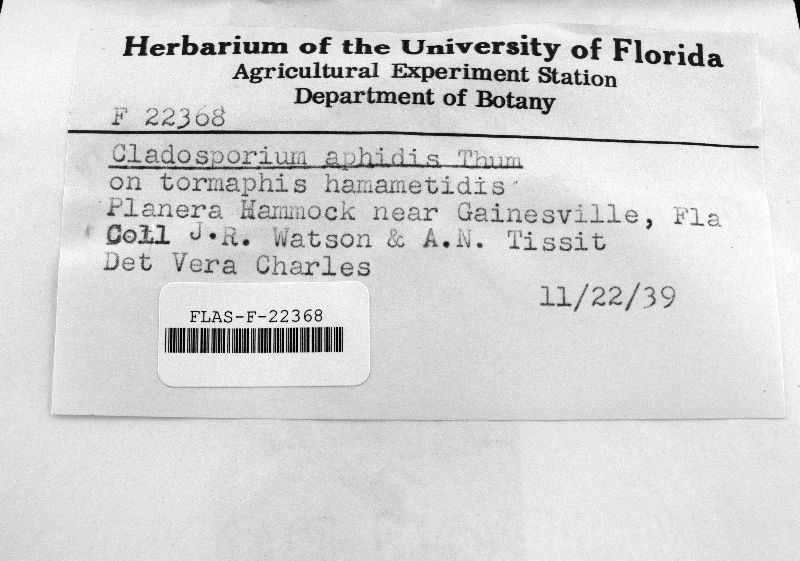 Herbarium of the University of Florida
Agricultural Experiment Station
Department of Botany
F 22368
Cladosporium aphidis Thum
on tormaphis hamametidis
Planera Hammock near Gainesville, Fla
Coll J.R. Watson & A.N. Tissit
Det Vera Charles
11/22/39
FLAS-F-22368